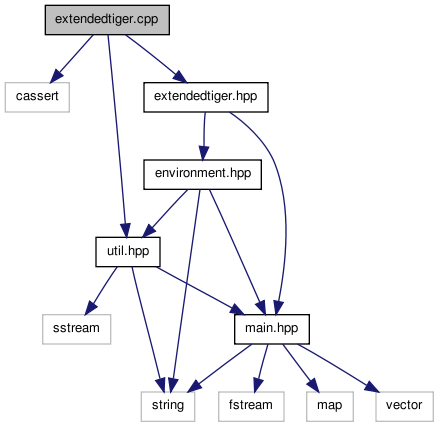 extendedtiger.cpp
cassert
extendedtiger.hpp
environment.hpp
util.hpp
sstream
main.hpp
string
fstream
map
vector